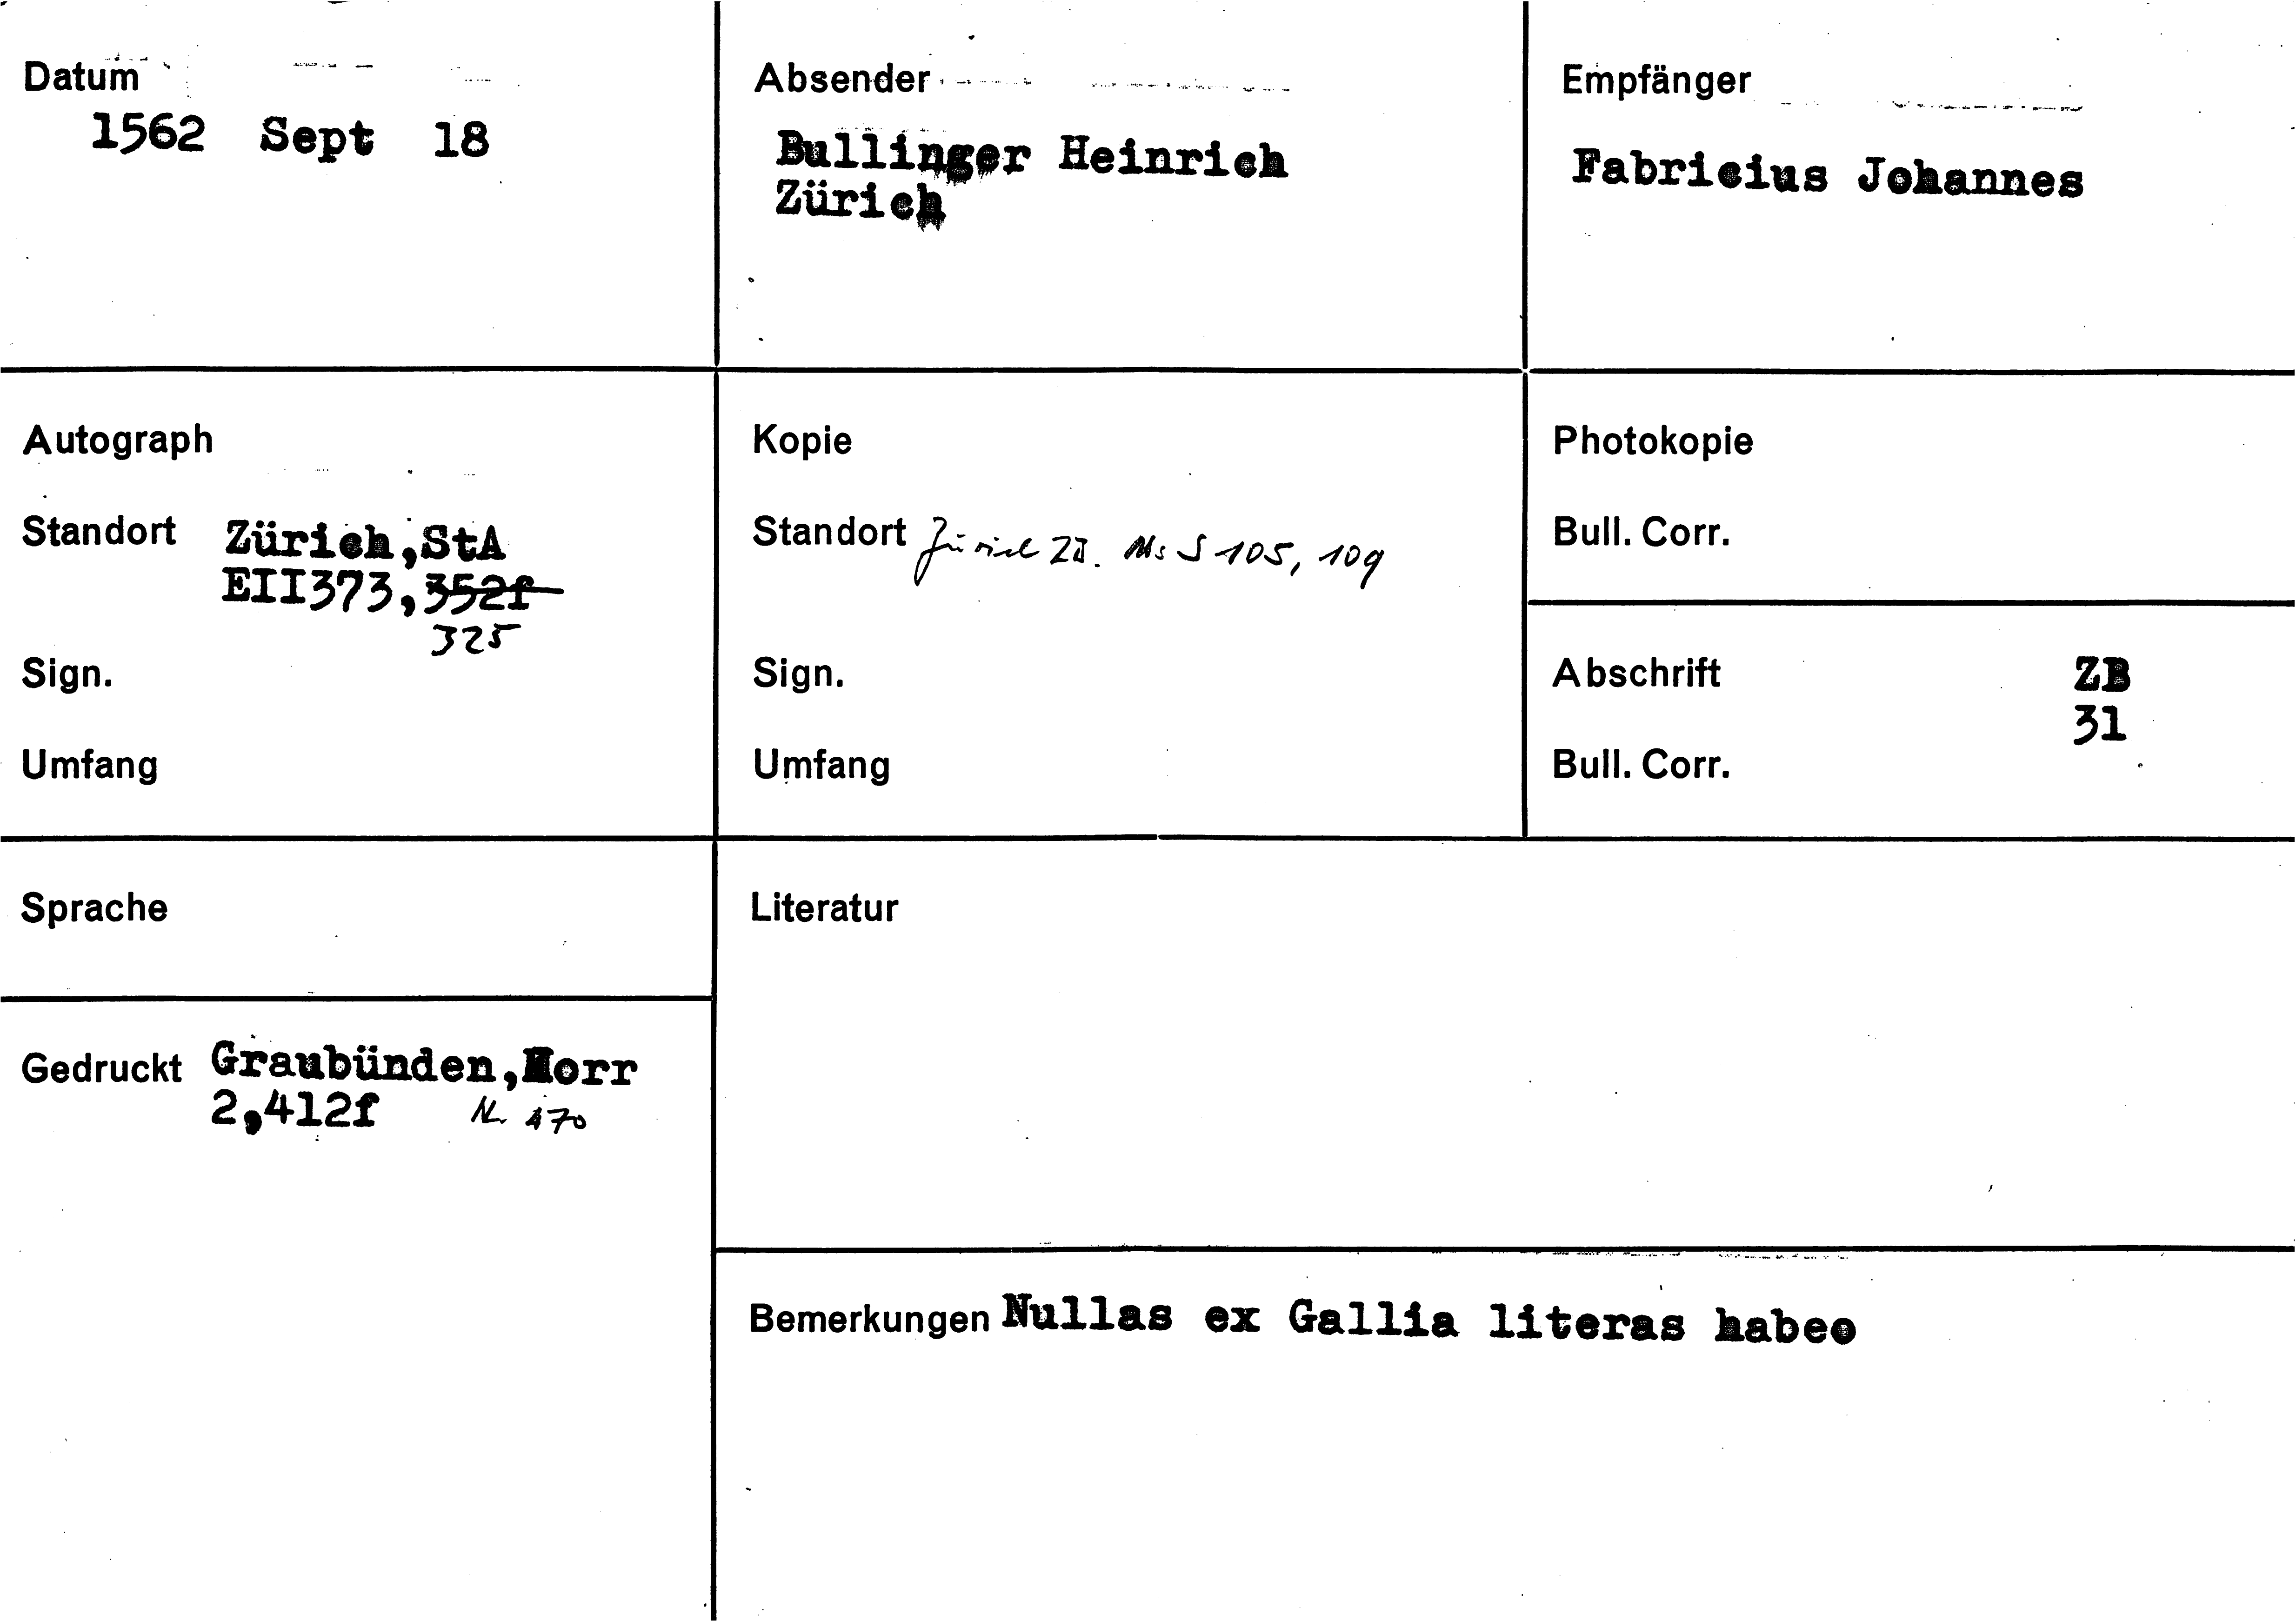 Datum
1562 Sept 18
Absender
Bullinger Heinrich
Zürich
Empfänger
Fabricius Johannes
Autograph
Standort Zürich,StA
EII373,352f
325
Sign.
Umfang
Kopie
Standort Zürich ZB. Ms S 105, 109
Sign.
Umfang
Photokopie
Bull. Corr.
Abschrift ZB
31
Bull. Corr.
Sprache
Gedruckt Graubünden,Korr
2,412f Nr. 470
Literatur
Bemerkungen Nullas ex Gallia literas habeo